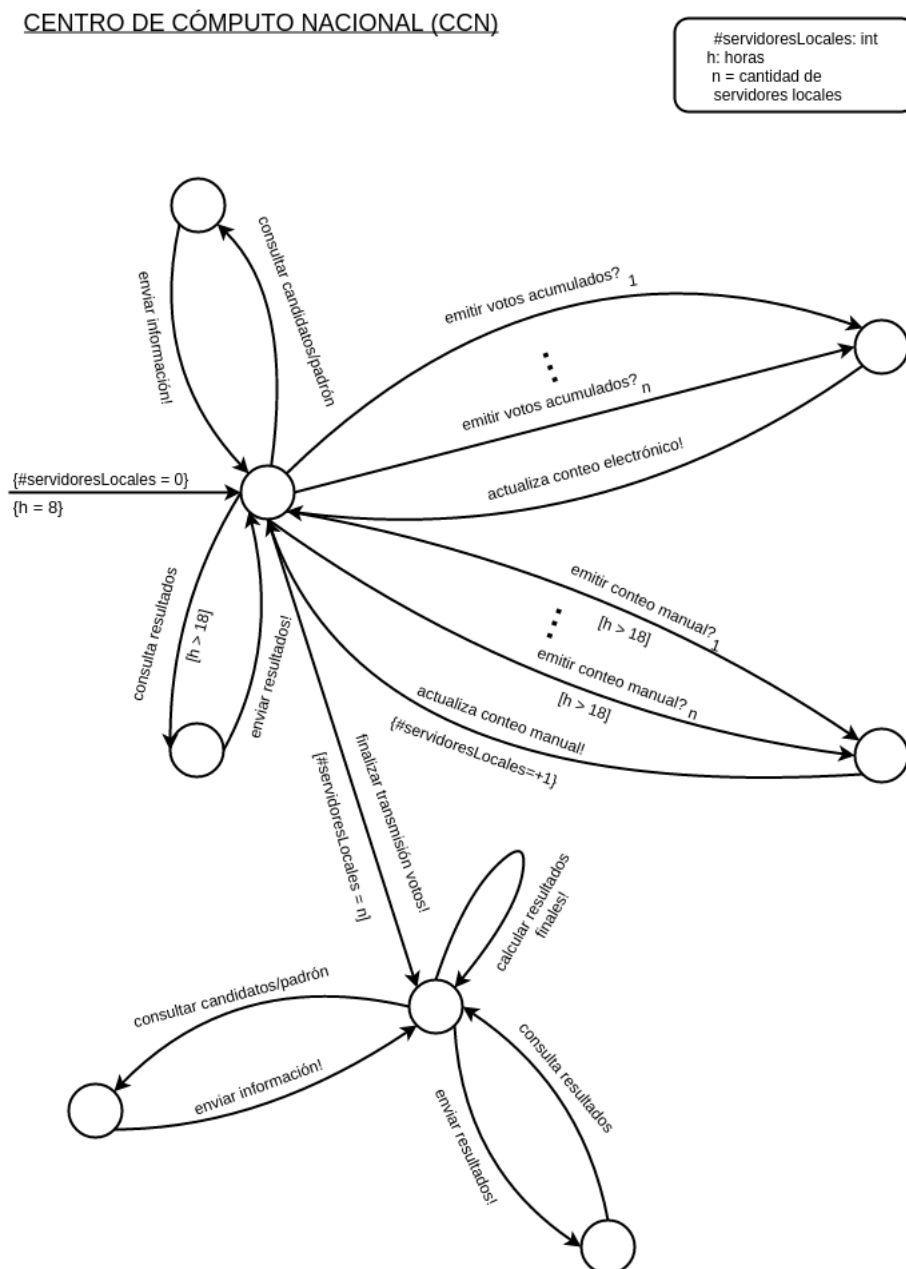 CENTRO DE CÓMPUTO NACIONAL (CCN)
#servidoresLocales: int
h: horas
n = cantidad de
servidores locales
consultar candidatos/padrón
enviar información!
emitir votos acumulados?
1
emitir votos acumulados?
n
actualiza conteo electrónico!
{#servidoresLocales = 0}
{h = 8}
consulta resultados
[h > 18]
enviar resultados!
emitir conteo manual?
1
[h > 18]
emitir conteo manual?
n
[h > 18]
actualiza conteo manual!
{#servidoresLocales=+1}
finalizar transmisión votos!
[#servidoresLocales = n]
calcular resultados
finales!
consultar candidatos/padrón
enviar información!
consulta resultados
enviar resultados!